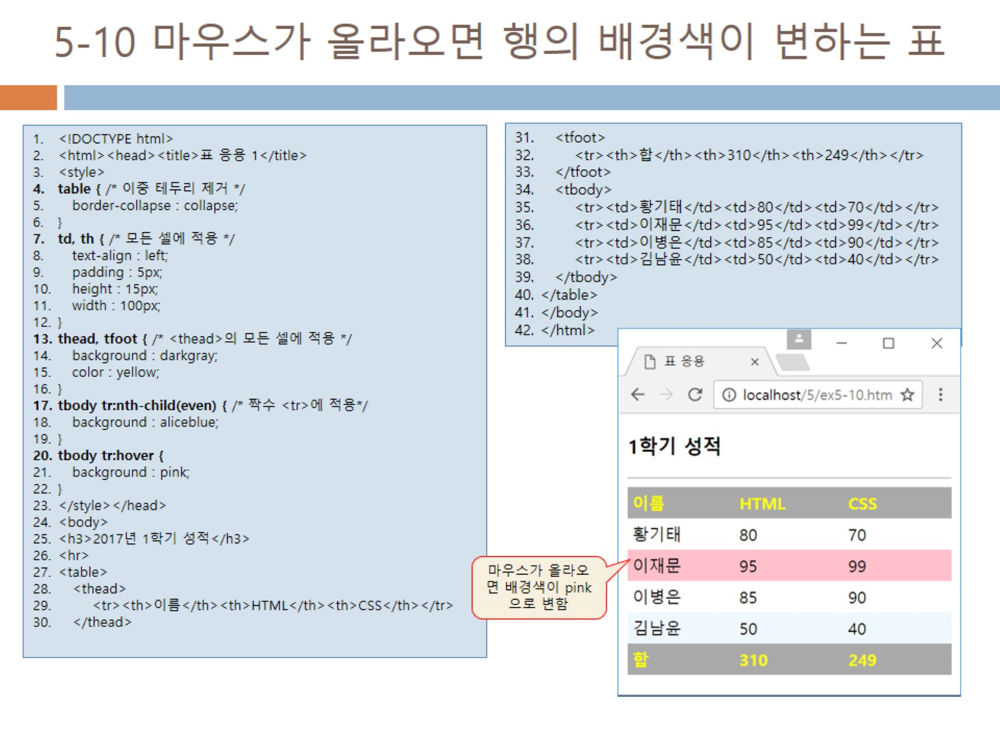 5-10 마우스가 올라오면 행의 배경색이 변하는 표
1. <!DOCTYPE html>
2. <html><head><title>표 응용 1</title>
3. <style>
4. table { /* 이중 테두리 제거 */
5. border-collapse : collapse;
6. }
7. td, th { /* 모든 셀에 적용 */
8. text-align : left;
9. padding : 5px;
10. height : 15px;
11. width : 100px;
12. }
13. thead, tfoot { /* <thead>의 모든 셀에 적용 */
14. background : darkgray;
15. color : yellow;
16. }
17. tbody tr:nth-child(even) { /* 짝수 <tr>에 적용*/
18. background : aliceblue;
19. }
20. tbody tr:hover {
21. background : pink;
22. }
23. </style></head>
24. <body>
25. <h3>2017년 1학기 성적</h3>
26. <hr>
27. <table>
28. <thead>
29. <tr><th>이름</th><th>HTML</th><th>CSS</th></tr>
30. </thead>
31. <tfoot>
32. <tr><th>합</th><th>310</th><th>249</th></tr>
33. </tfoot>
34. <tbody>
35. <tr><td>황기태</td><td>80</td><td>70</td></tr>
36. <tr><td>이재문</td><td>95</td><td>99</td></tr>
37. <tr><td>이병은</td><td>85</td><td>90</td></tr>
38. <tr><td>김남윤</td><td>50</td><td>40</td></tr>
39. </tbody>
40. </table>
41. </body>
42. </html>
표 응용
localhost/5/ex5-10.htm
1학기 성적
이름 HTML CSS
황기태 80 70
이재문 95 99
이병은 85 90
김남윤 50 40
합 310 249
마우스가 올라오
면 배경색이 pink
으로 변함